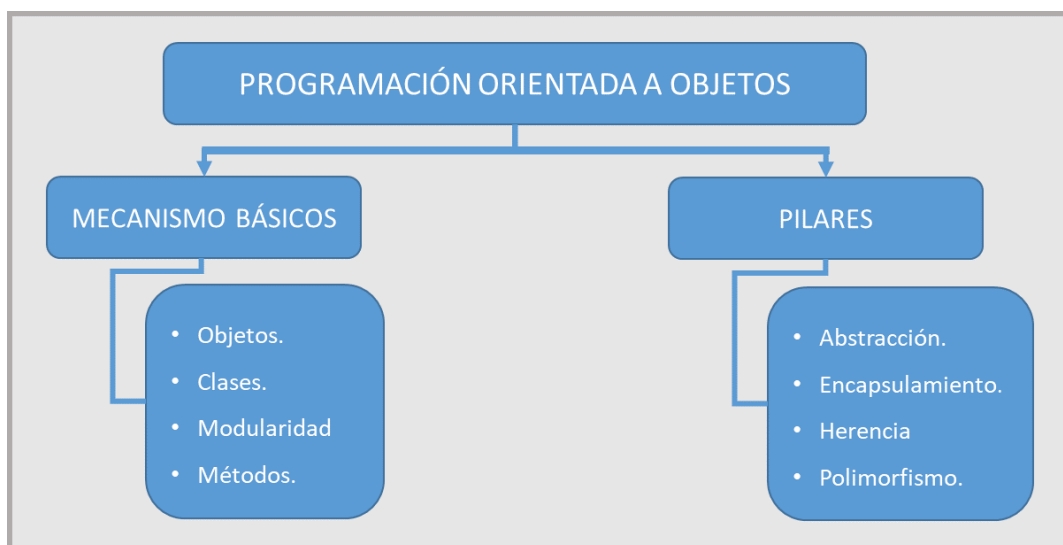 PROGRAMACIÓN ORIENTADA A OBJETOS
MECANISMO BÁSICOS
• Objetos.
• Clases.
• Modularidad
• Métodos.
PILARES
• Abstracción.
• Encapsulamiento.
• Herencia
• Polimorfismo.